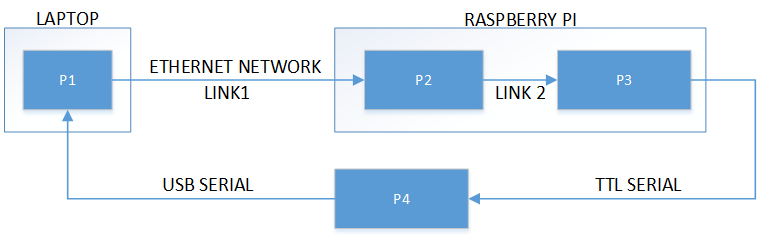 LAPTOP
RASPBERRY PI
P1
ETHERNET NETWORK
LINK1
P2
LINK 2
P3
USB SERIAL
P4
TTL SERIAL